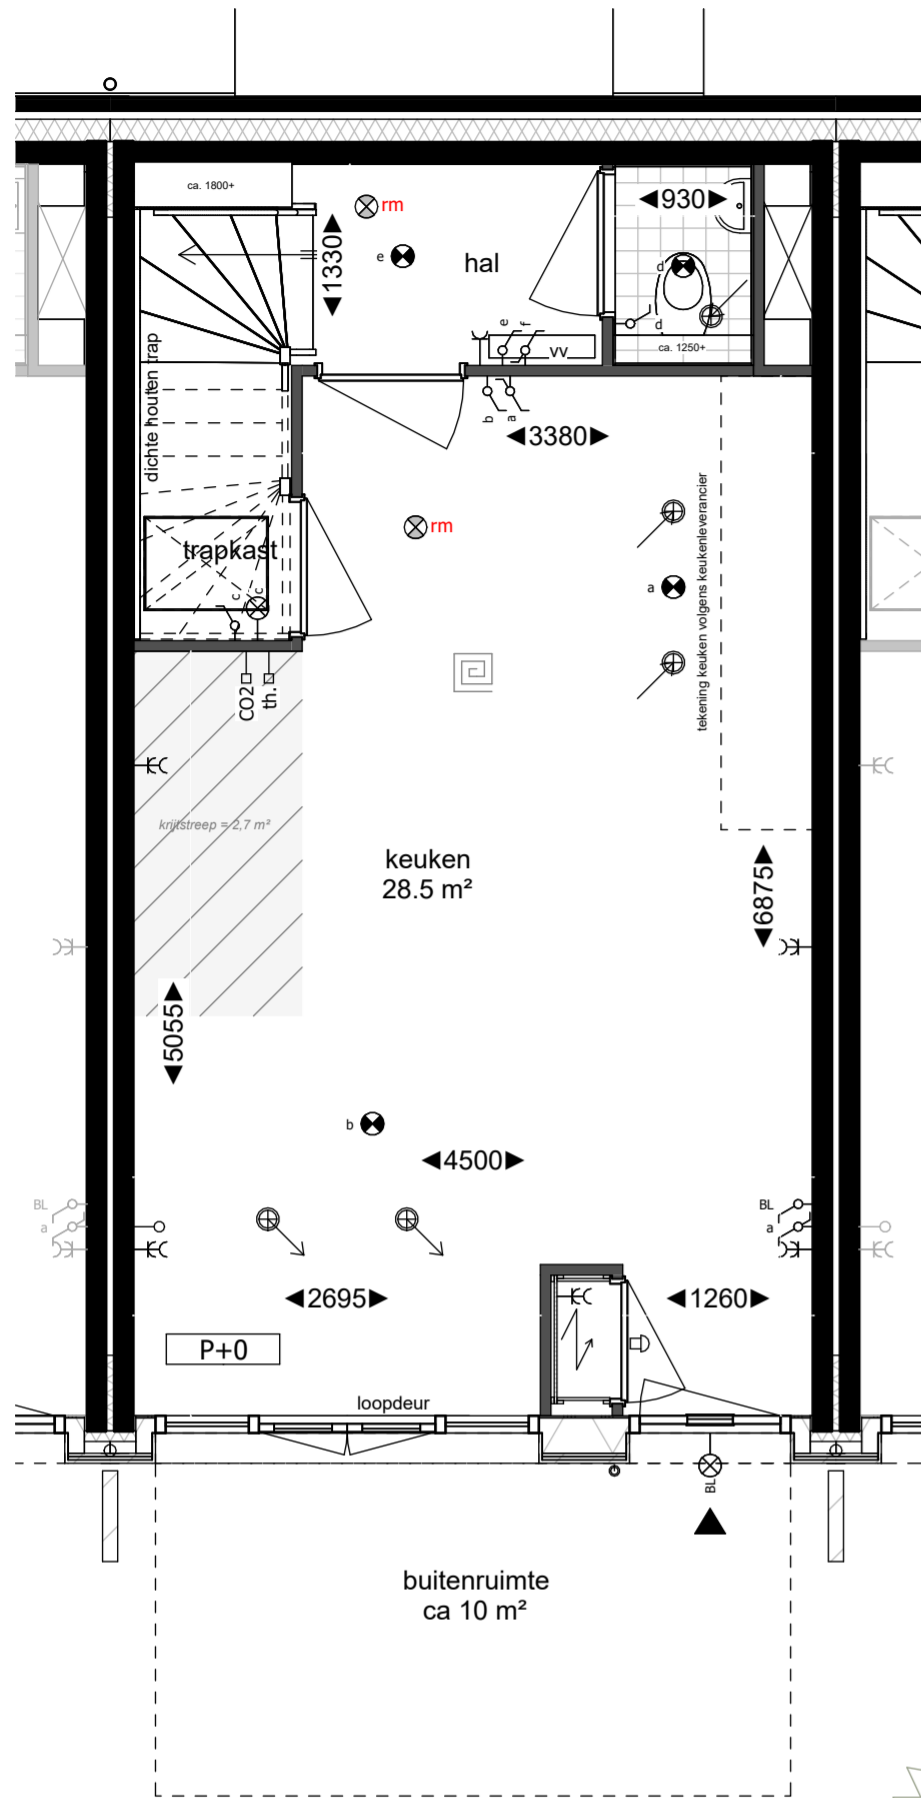 ca. 1800+
rm
e
1330
hal
930
d
d
ca. 1250+
e
f
vv
b
a
3380
dichte houten trap
rm
trapkast
c
c
a
tekening keuken volgens keukenleverancier
CO2
th.
krijtstreep = 2,7 m²
keuken
28.5 m²
6875
5055
b
4500
BL
a
BL
a
2695
1260
P+0
loopdeur
BL
buitenruimte
ca 10 m²